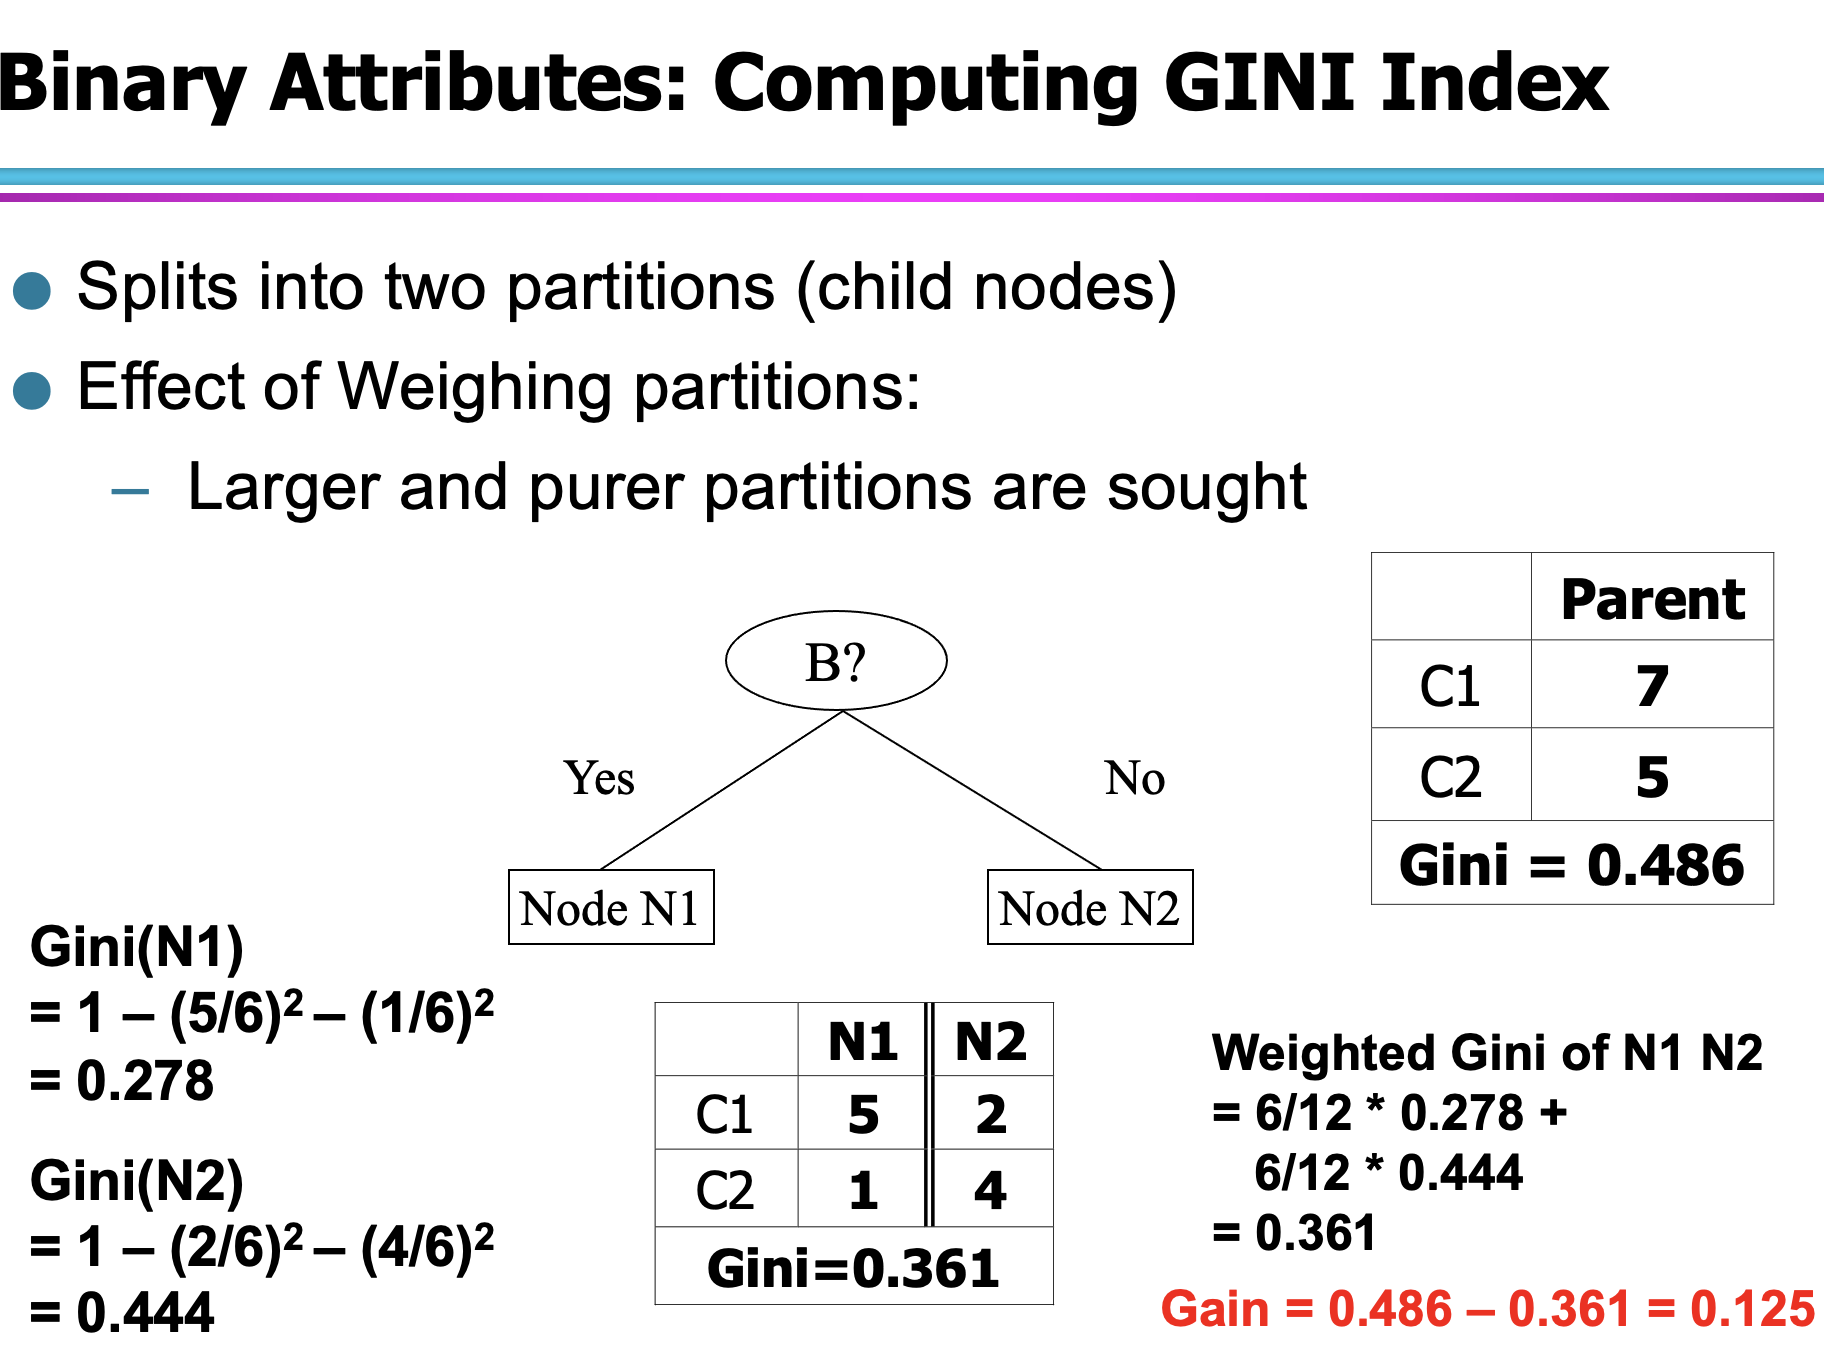 Binary Attributes: Computing GINI Index
Splits into two partitions (child nodes)
Effect of Weighing partitions:
– Larger and purer partitions are sought
B?
Yes
No
Node N1
Node N2
Parent
C1 7
C2 5
Gini = 0.486
Gini(N1)
= 1 – (5/6)² – (1/6)²
= 0.278
Gini(N2)
= 1 – (2/6)² – (4/6)²
= 0.444
N1 N2
C1 5 2
C2 1 4
Gini=0.361
Weighted Gini of N1 N2
= 6/12 * 0.278 +
6/12 * 0.444
= 0.361
Gain = 0.486 – 0.361 = 0.125